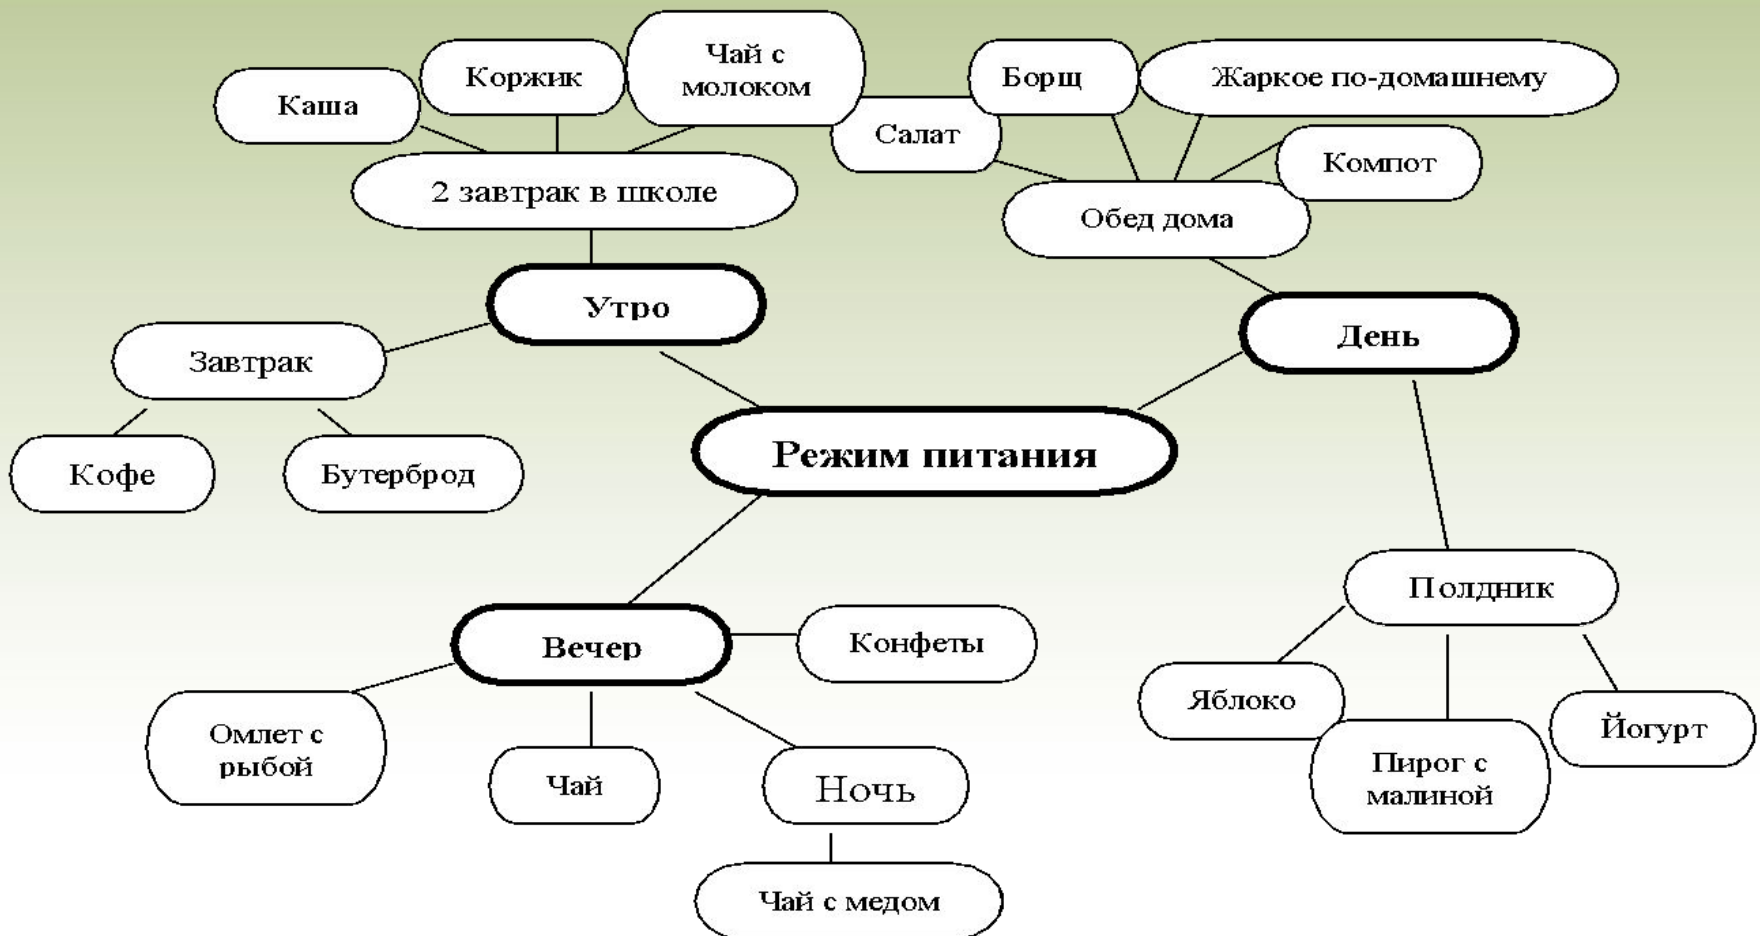 Чай с
молоком
Коржик
Каша
Борщ
Жаркое по-домашнему
Салат
Компот
2 завтрак в школе
Обед дома
Утро
День
Завтрак
Режим питания
Кофе
Бутерброд
Полдник
Вечер
Конфеты
Яблоко
Йогурт
Омлет с
рыбой
Чай
Ночь
Пирог с
малиной
Чай с медом